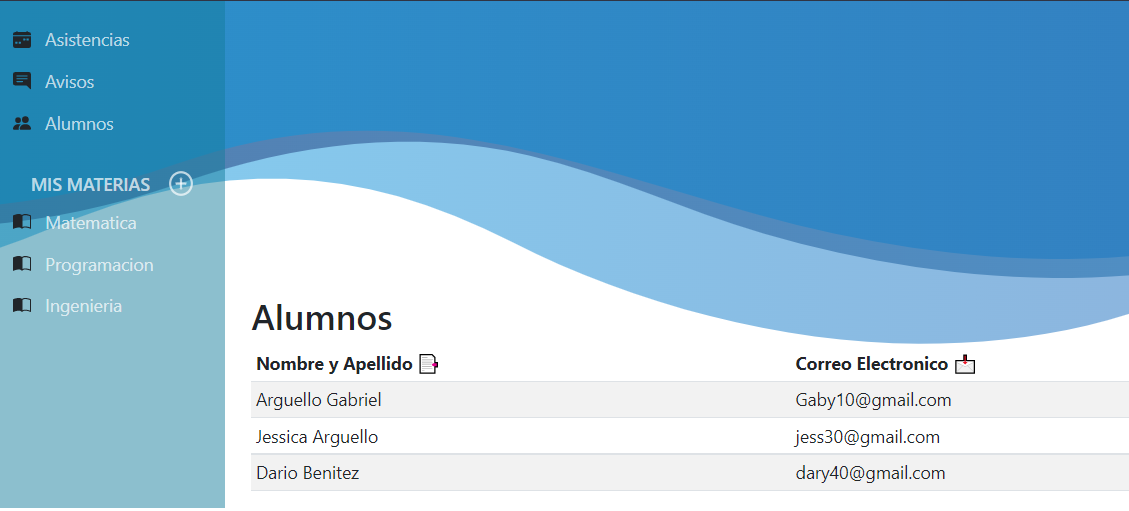 Asistencias
Avisos
Alumnos
MIS MATERIAS
Matematica
Programacion
Ingenieria
Alumnos
Nombre y Apellido Correo Electronico
Arguello Gabriel Gaby10@gmail.com
Jessica Arguello jess30@gmail.com
Dario Benitez dary40@gmail.com